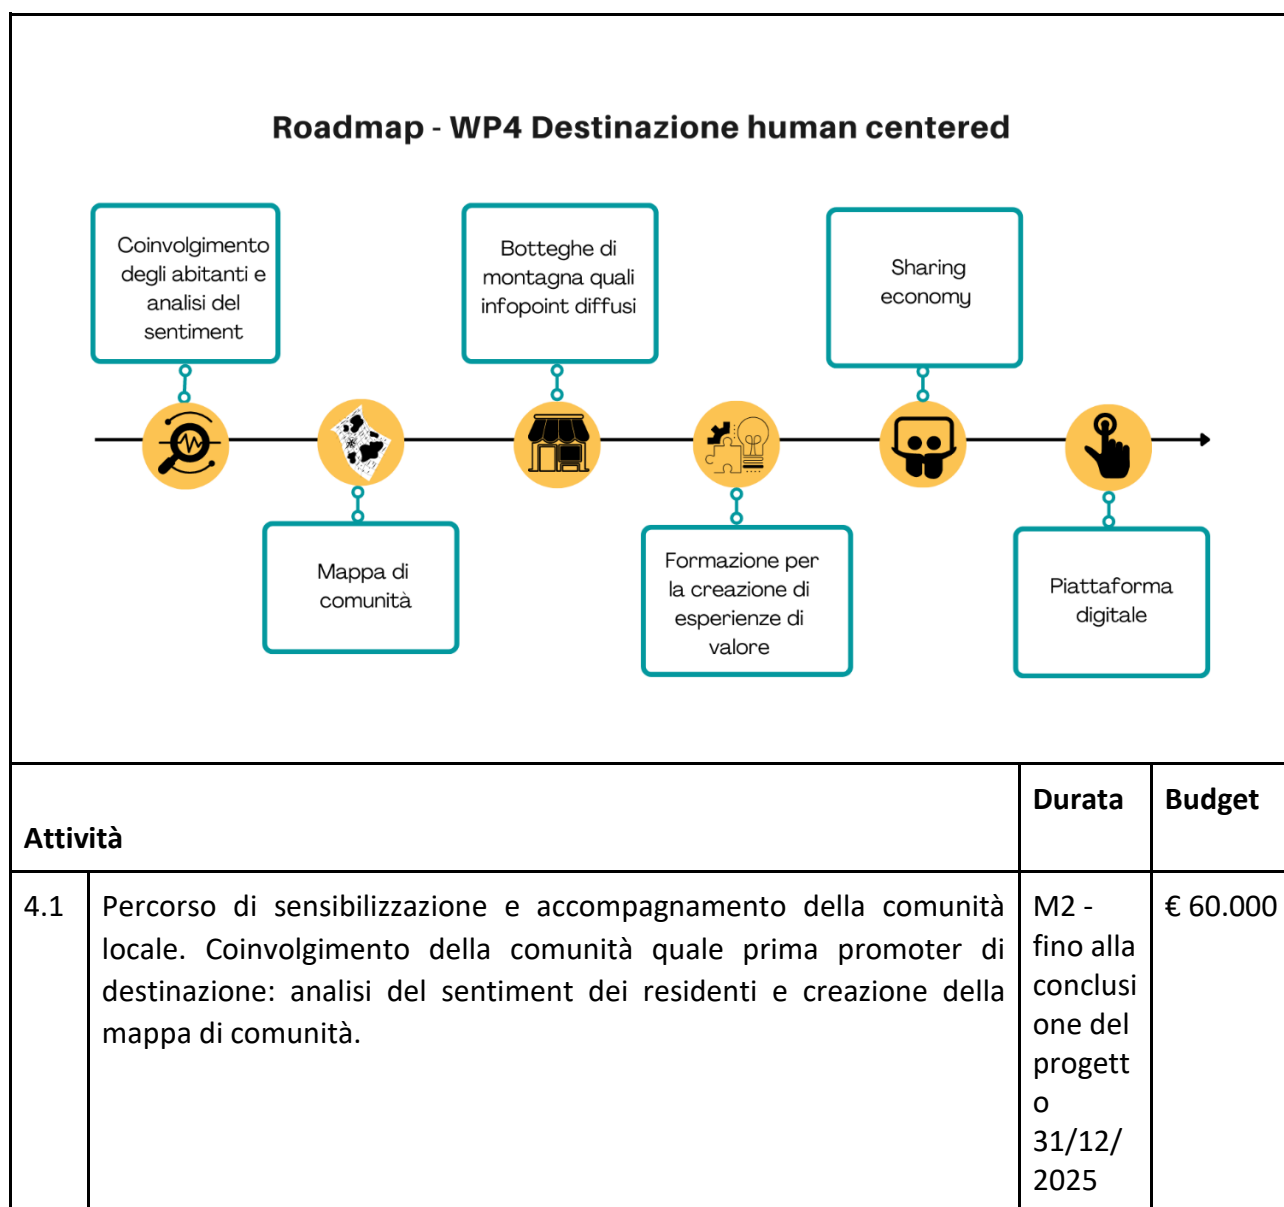 Roadmap - WP4 Destinazione human centered
Coinvolgimento
degli abitanti e
analisi del
sentiment
Botteghe di
montagna quali
infopoint diffusi
Sharing
economy
Mappa di
comunità
Formazione per
la creazione di
esperienze di
valore
Piattaforma
digitale
Attività
Durata
Budget
4.1
Percorso di sensibilizzazione e accompagnamento della comunità
locale. Coinvolgimento della comunità quale prima promoter di
destinazione: analisi del sentiment dei residenti e creazione della
mappa di comunità.
M2 -
fino alla
conclusi
one del
progett
o
31/12/
2025
€ 60.000